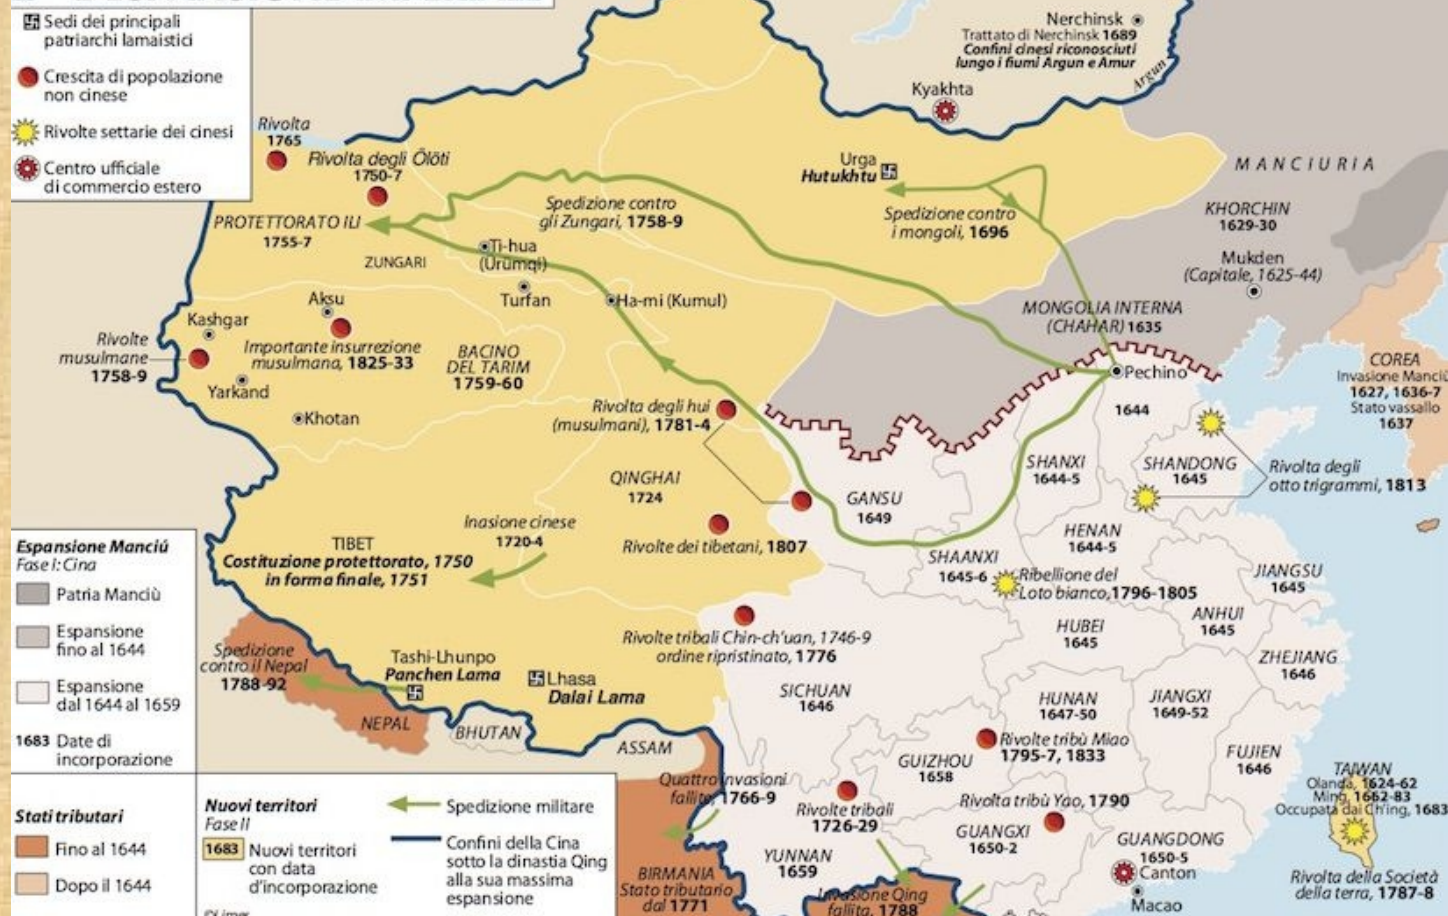 Sedi dei principali
patriarchi lamaistici
Crescita di popolazione
non cinese
Rivolte settarie dei cinesi
Centro ufficiale
di commercio estero
Nerchinsk
Trattato di Nerchinsk 1689
Confini cinesi riconosciuti
lungo i fiumi Argun e Amur
Argun
Kyakhta
Rivolta
1765
Rivolta degli Ölöti
1750-7
PROTETTORATO ILI
1755-7
ZUNGARI
Spedizione contro
gli Zungari, 1758-9
Urga
Hutukhtu
Spedizione contro
i mongoli, 1696
MANCIURIA
KHORCHIN
1629-30
Mukden
(Capitale, 1625-44)
Ti-hua
(Urumqi)
Turfan
Ha-mi (Kumul)
MONGOLIA INTERNA
(CHAHAR) 1635
Aksu
Kashgar
Rivolte
musulmane
1758-9
Importante insurrezione
musulmana, 1825-33
Yarkand
Khotan
BACINO
DEL TARIM
1759-60
Pechino
1644
COREA
Invasione Manciù
1627, 1636-7
Stato vassallo
1637
Rivolta degli hui
(musulmani), 1781-4
QINGHAI
1724
GANSU
1649
SHANXI
1644-5
SHANDONG
1645
Rivolta degli
otto trigrammi, 1813
Inasione cinese
1720-4
TIBET
Costituzione protettorato, 1750
in forma finale, 1751
Rivolte dei tibetani, 1807
HENAN
1644-5
SHAANXI
1645-6
Ribellione del
Loto bianco,1796-1805
JIANGSU
1645
ANHUI
1645
HUBEI
1645
ZHEJIANG
1646
Rivolte tribali Chin-ch'uan, 1746-9
ordine ripristinato, 1776
Spedizione
contro il Nepal
1788-92
Tashi-Lhunpo
Panchen Lama
Lhasa
Dalai Lama
NEPAL
BHUTAN
ASSAM
SICHUAN
1646
HUNAN
1647-50
JIANGXI
1649-52
Rivolte tribù Miao
1795-7, 1833
GUIZHOU
1658
FUJIEN
1646
Quattro invasioni
fallite, 1766-9
Rivolte tribali
1726-29
Rivolta tribù Yao, 1790
GUANGXI
1650-2
GUANGDONG
1650-5
Canton
Macao
TAIWAN
Olanda, 1624-62
Ming, 1662-83
Occupata dai Ch'ing, 1683
Rivolta della Società
della terra, 1787-8
YUNNAN
1659
BIRMANIA
Stato tributario
dal 1771
Invasione Qing
fallita, 1788
Espansione Manciú
Fase I: Cina
Patria Manciù
Espansione
fino al 1644
Espansione
dal 1644 al 1659
1683 Date di
incorporazione
Stati tributari
Fino al 1644
Dopo il 1644
Nuovi territori
Fase II
1683 Nuovi territori
con data
d'incorporazione
Spedizione militare
Confini della Cina
sotto la dinastia Qing
alla sua massima
espansione